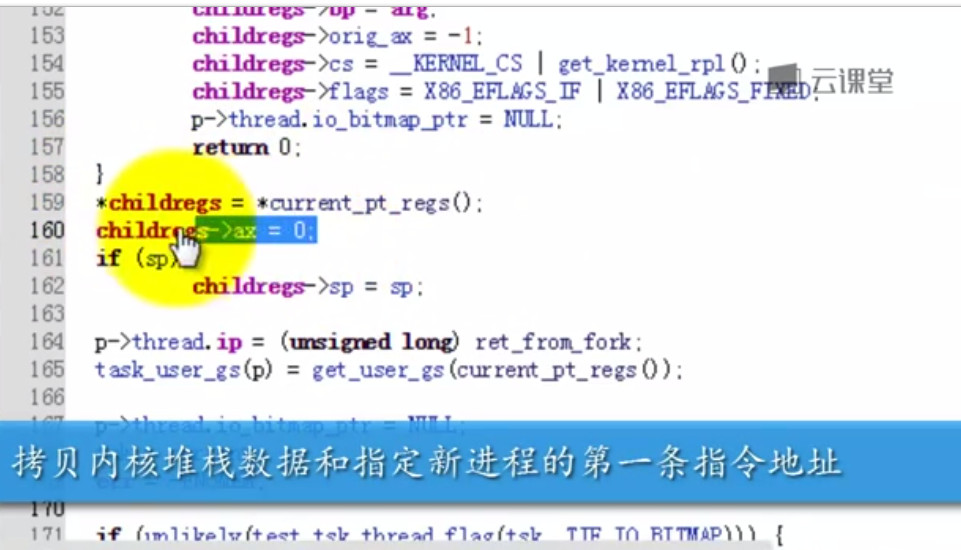 152 childregs->bp = arg;
153 childregs->orig_ax = -1;
154 childregs->cs = __KERNEL_CS | get_kernel_rpl();
云课堂
155 childregs->flags = X86_EFLAGS_IF | X86_EFLAGS_FIXED;
156 p->thread.io_bitmap_ptr = NULL;
157 return 0;
158 }
159 *childregs = *current_pt_regs();
160 childregs->ax = 0;
161 if (sp)
162 childregs->sp = sp;
163
164 p->thread.ip = (unsigned long) ret_from_fork;
165 task_user_gs(p) = get_user_gs(current_pt_regs());
166
167 p->thread.io_bitmap_ptr = NULL;
拷贝内核堆栈数据和指定新进程的第一条指令地址
170
171 if (unlikely(test_tsk_thread_flag(tsk, TIF_IO_BITMAP))) {